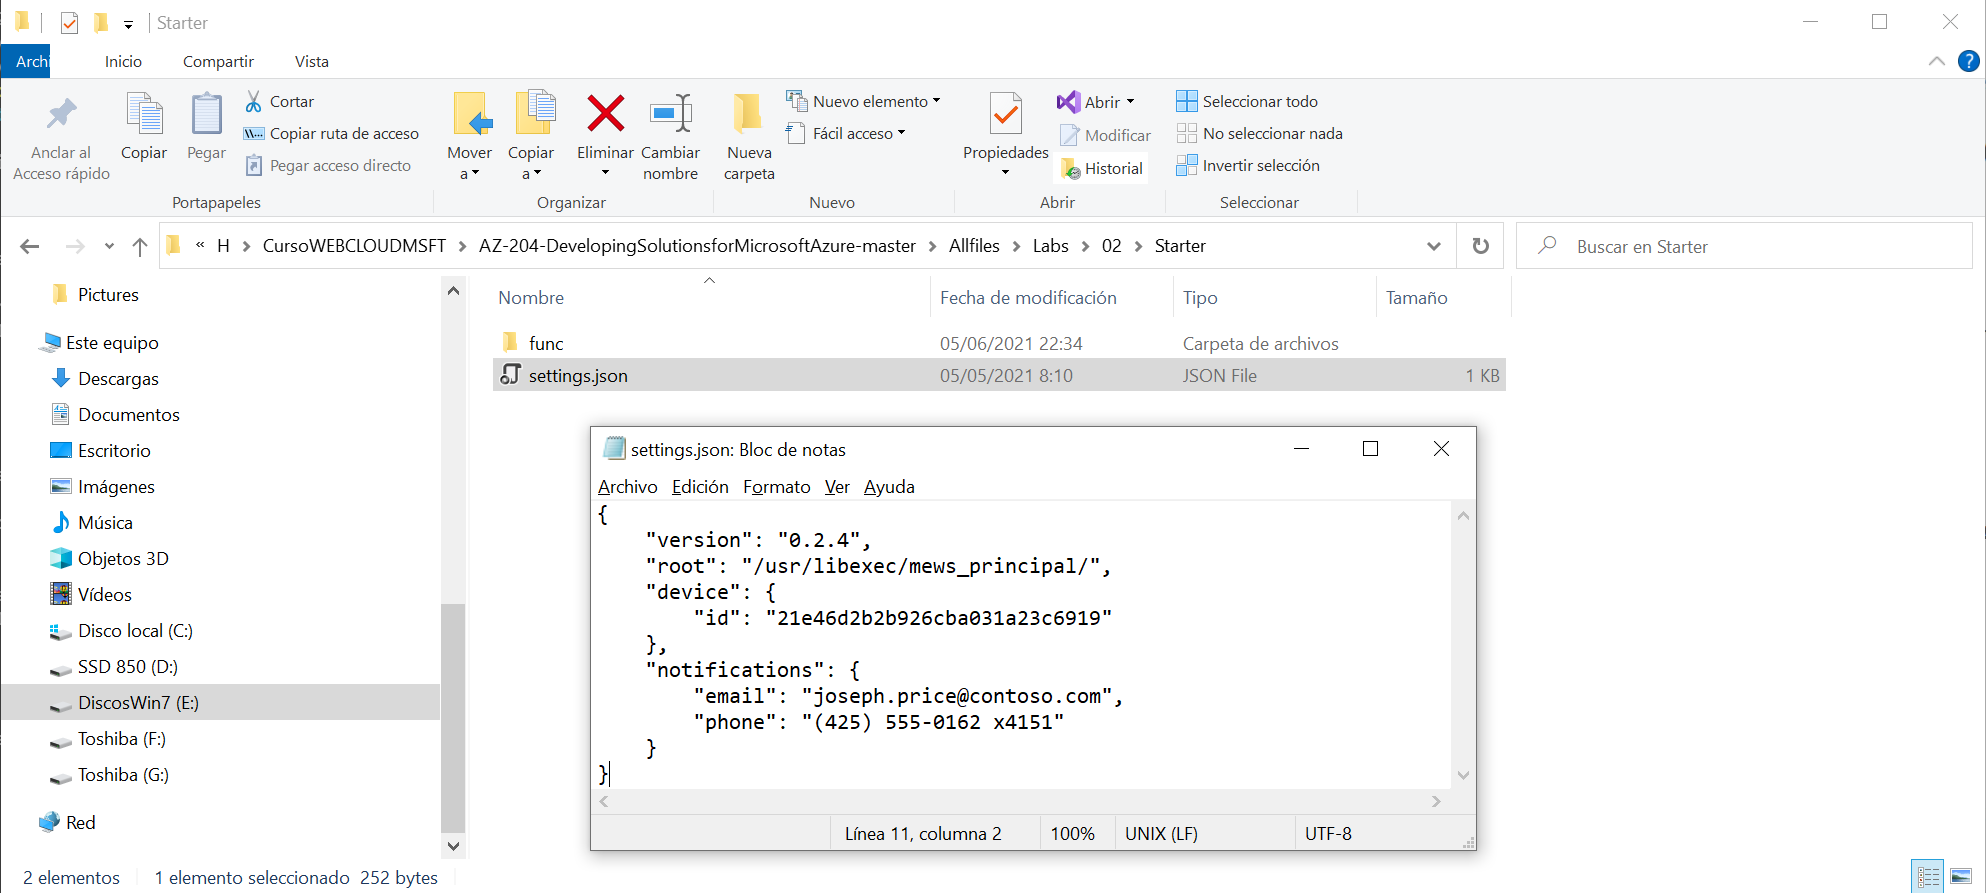 Starter
Archi Inicio Compartir Vista
Anclar al Acceso rápido
Copiar
Pegar
Cortar
Copiar ruta de acceso
Pegar acceso directo
Portapapeles
Mover a
Copiar a
Eliminar
Cambiar nombre
Organizar
Nueva carpeta
Nuevo elemento
Fácil acceso
Nuevo
Propiedades
Abrir
Modificar
Historial
Abrir
Seleccionar todo
No seleccionar nada
Invertir selección
Seleccionar
« H > CursoWEBCLOUDMSFT > AZ-204-DevelopingSolutionsforMicrosoftAzure-master > Allfiles > Labs > 02 > Starter
Buscar en Starter
Pictures
Este equipo
Descargas
Documentos
Escritorio
Imágenes
Música
Objetos 3D
Vídeos
Disco local (C:)
SSD 850 (D:)
DiscosWin7 (E:)
Toshiba (F:)
Toshiba (G:)
Red
Nombre Fecha de modificación Tipo Tamaño
func 05/06/2021 22:34 Carpeta de archivos
settings.json 05/05/2021 8:10 JSON File 1 KB
settings.json: Bloc de notas
Archivo Edición Formato Ver Ayuda
{
    "version": "0.2.4",
    "root": "/usr/libexec/mews_principal/",
    "device": {
        "id": "21e46d2b2b926cba031a23c6919"
    },
    "notifications": {
        "email": "joseph.price@contoso.com",
        "phone": "(425) 555-0162 x4151"
    }
}
Línea 11, columna 2 100% UNIX (LF) UTF-8
2 elementos 1 elemento seleccionado 252 bytes